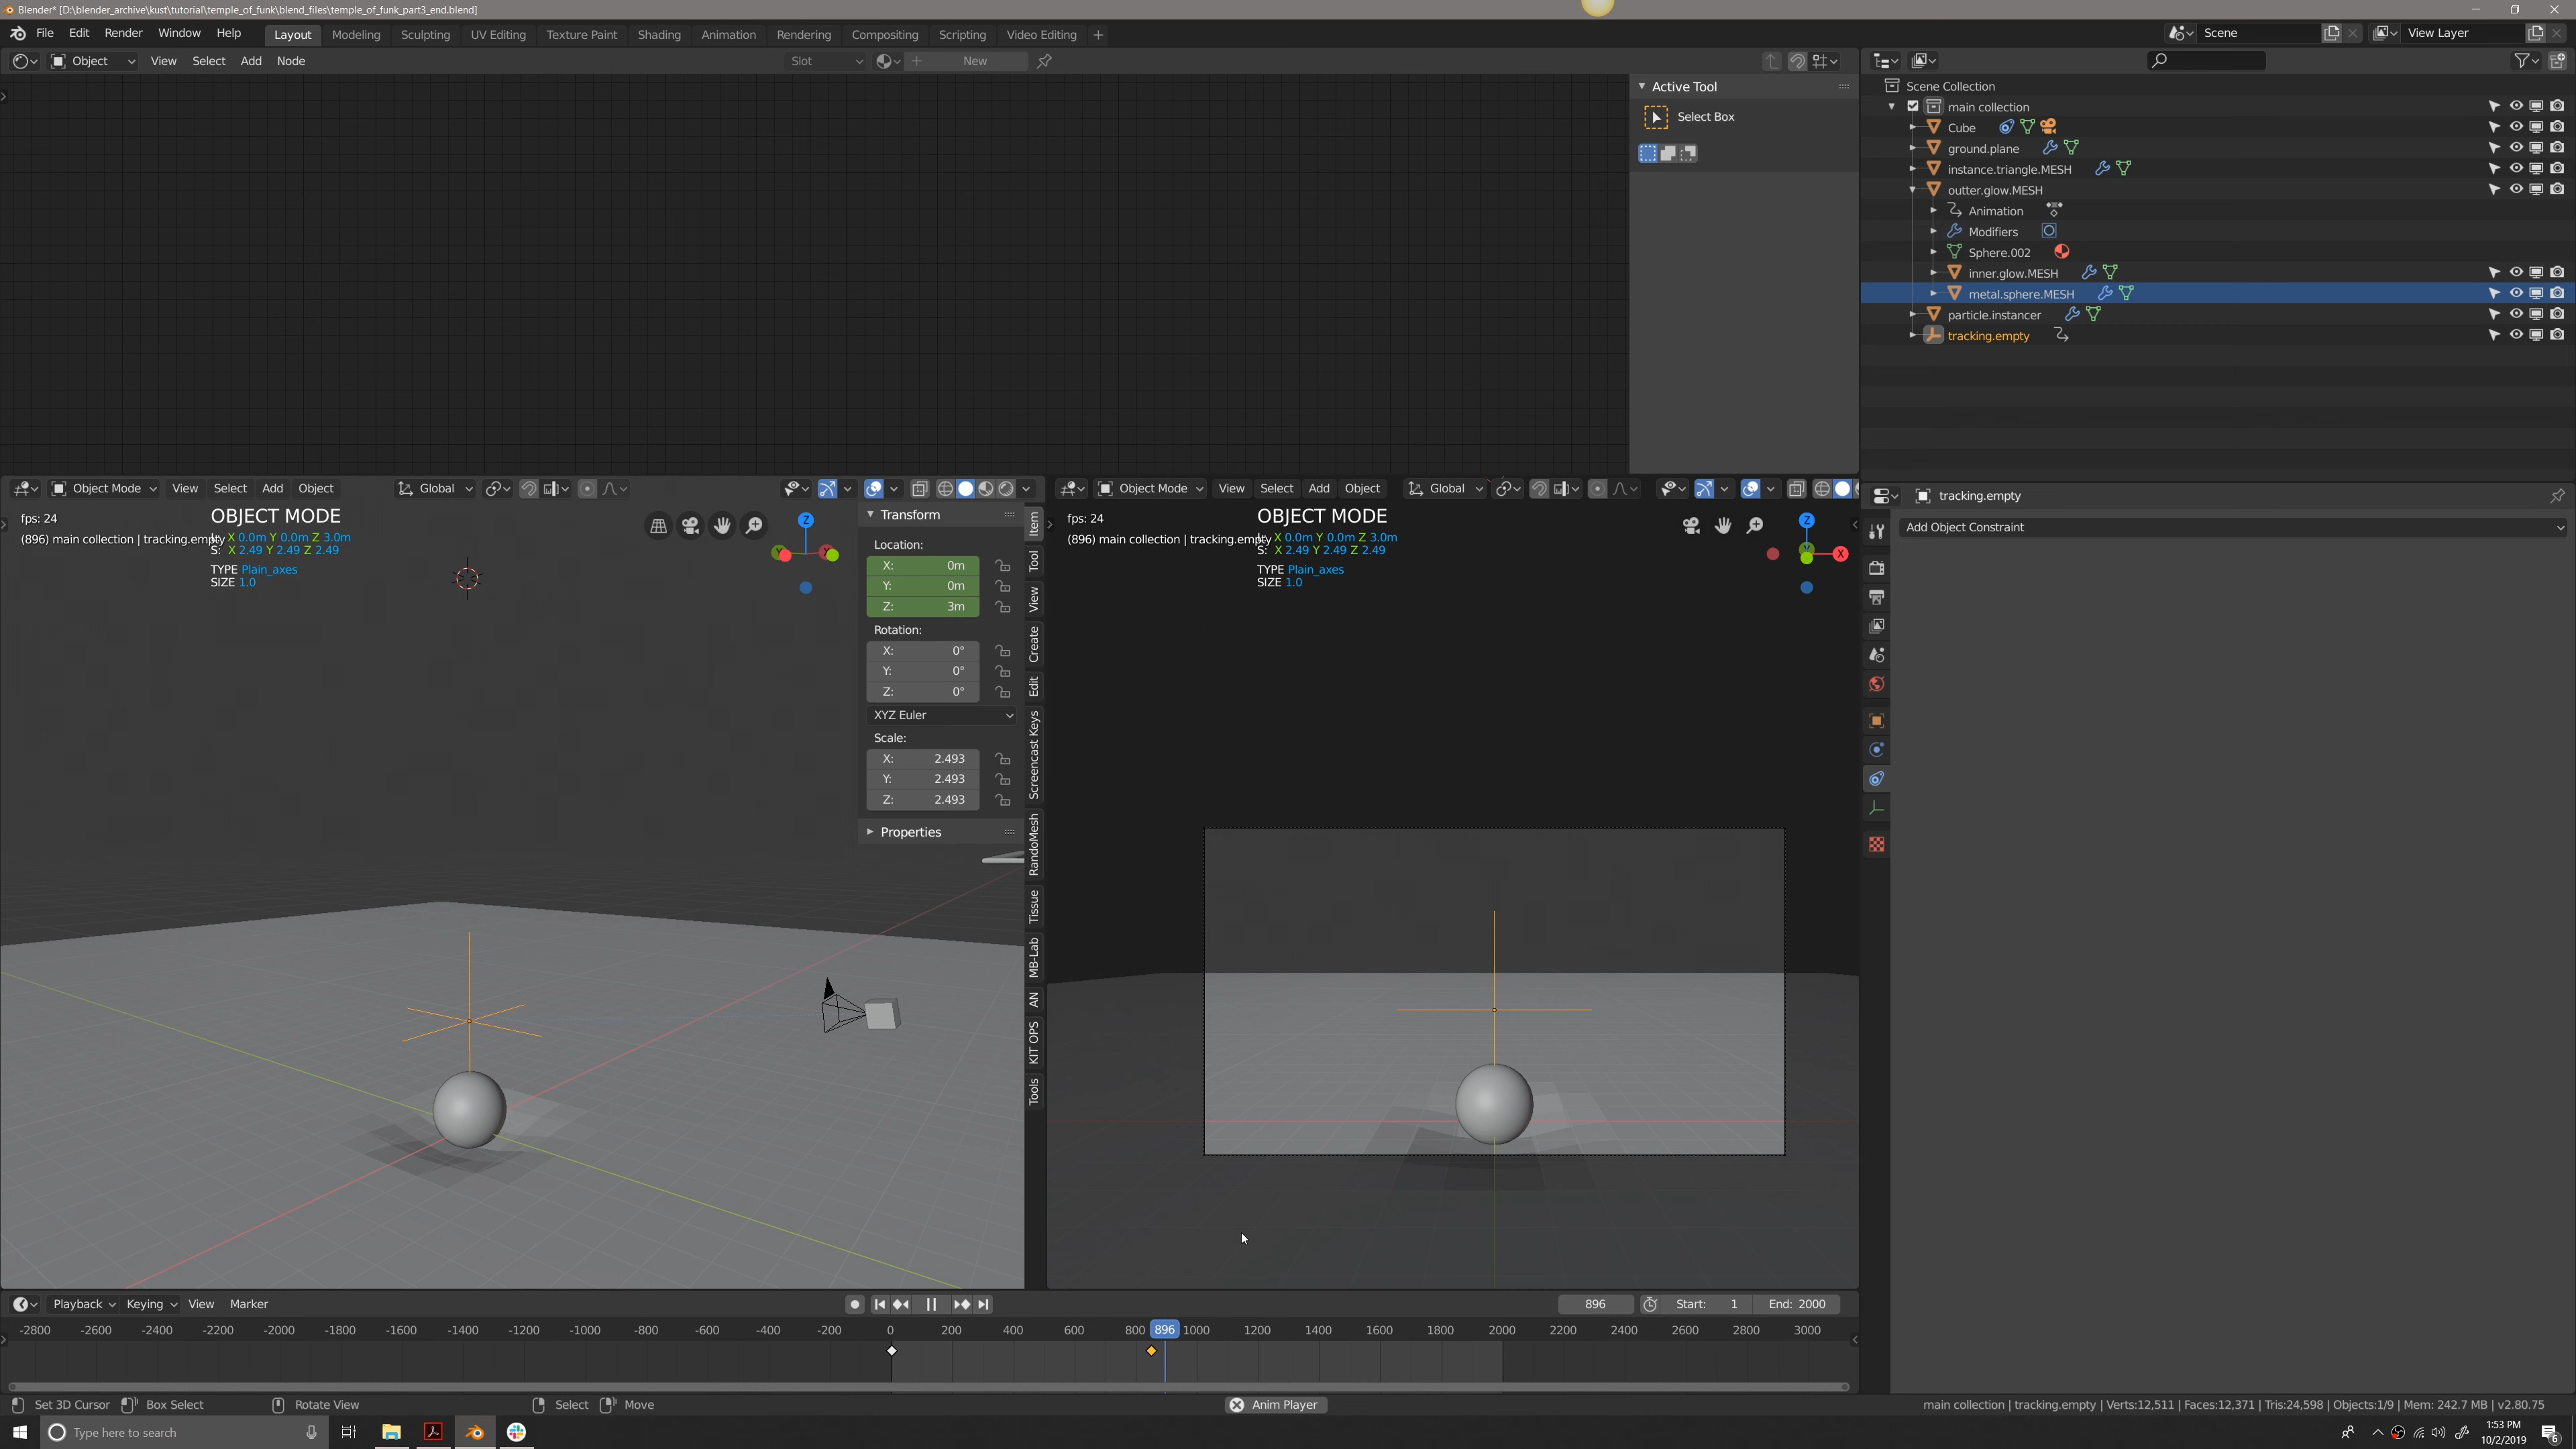 Blender* [D:\blender_archive\kust\tutorial\temple_of_funk\blend_files\temple_of_funk_part3_end.blend]
File Edit Render Window Help Layout Modeling Sculpting UV Editing Texture Paint Shading Animation Rendering Compositing Scripting Video Editing + Scene View Layer
Object View Select Add Node Slot New
Active Tool
Select Box
Scene Collection
main collection
Cube
ground.plane
instance.triangle.MESH
outter.glow.MESH
Animation
Modifiers
Sphere.002
inner.glow.MESH
metal.sphere.MESH
particle.instancer
tracking.empty
Object Mode View Select Add Object Global
fps: 24
(896) main collection | tracking.empty
OBJECT MODE
X 0.0m Y 0.0m Z 3.0m
S: X 2.49 Y 2.49 Z 2.49
TYPE Plain_axes
SIZE 1.0
Transform
Location:
X: 0m
Y: 0m
Z: 3m
Rotation:
X: 0°
Y: 0°
Z: 0°
XYZ Euler
Scale:
X: 2.493
Y: 2.493
Z: 2.493
Properties
Item
Tool
View
Create
Edit
Screencast Keys
RandoMesh
Tissue
MB-Lab
AN
KIT OPS
Tools
Z
Object Mode View Select Add Object Global
fps: 24
(896) main collection | tracking.empty
OBJECT MODE
X 0.0m Y 0.0m Z 3.0m
S: X 2.49 Y 2.49 Z 2.49
TYPE Plain_axes
SIZE 1.0
Z
X
tracking.empty
Add Object Constraint
Playback Keying View Marker 896 Start: 1 End: 2000
-2800 -2600 -2400 -2200 -2000 -1800 -1600 -1400 -1200 -1000 -800 -600 -400 -200 0 200 400 600 800 896 1000 1200 1400 1600 1800 2000 2200 2400 2600 2800 3000
Set 3D Cursor Box Select Rotate View Select Move Anim Player main collection | tracking.empty | Verts:12,511 | Faces:12,371 | Tris:24,598 | Objects:1/9 | Mem: 242.7 MB | v2.80.75
Type here to search
1:53 PM
10/2/2019
6